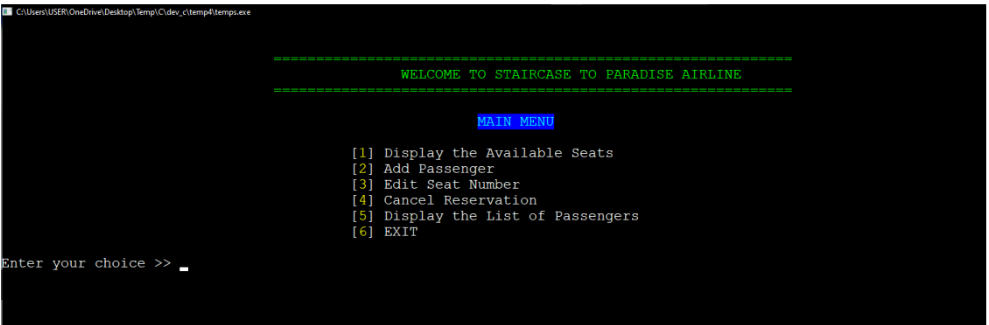 C:\Users\USER\OneDrive\Desktop\Temp\C\dev_c\temp4\temps.exe
============================================================
WELCOME TO STAIRCASE TO PARADISE AIRLINE
============================================================
MAIN MENU
[1] Display the Available Seats
[2] Add Passenger
[3] Edit Seat Number
[4] Cancel Reservation
[5] Display the List of Passengers
[6] EXIT
Enter your choice >> _